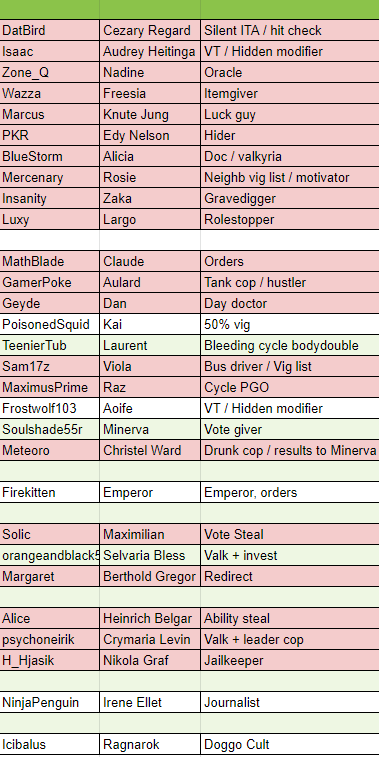 DatBird Cezary Regard Silent ITA / hit check
Isaac Audrey Heitinga VT / Hidden modifier
Zone_Q Nadine Oracle
Wazza Freesia Itemgiver
Marcus Knute Jung Luck guy
PKR Edy Nelson Hider
BlueStorm Alicia Doc / valkyria
Mercenary Rosie Neighb vig list / motivator
Insanity Zaka Gravedigger
Luxy Largo Rolestopper
MathBlade Claude Orders
GamerPoke Aulard Tank cop / hustler
Geyde Dan Day doctor
PoisonedSquid Kai 50% vig
TeenierTub Laurent Bleeding cycle bodydouble
Sam17z Viola Bus driver / Vig list
MaximusPrime Raz Cycle PGO
Frostwolf103 Aoife VT / Hidden modifier
Soulshade55r Minerva Vote giver
Meteoro Christel Ward Drunk cop / results to Minerva
Firekitten Emperor Emperor, orders
Solic Maximilian Vote Steal
orangeandblack5 Selvaria Bless Valk + invest
Margaret Berthold Gregor Redirect
Alice Heinrich Belgar Ability steal
psychoneirik Crymaria Levin Valk + leader cop
H_Hjasik Nikola Graf Jailkeeper
NinjaPenguin Irene Ellet Journalist
Icibalus Ragnarok Doggo Cult